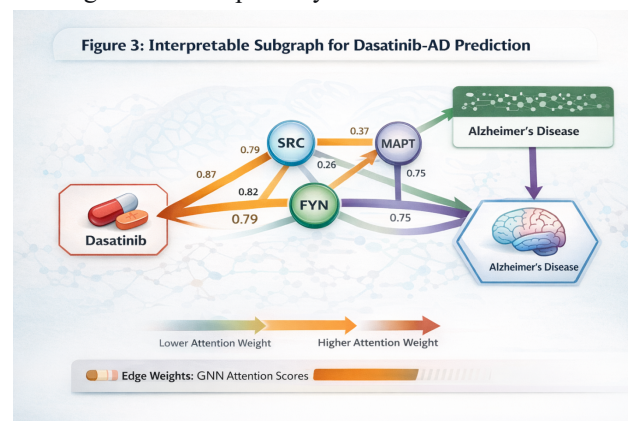 Figure 3: Interpretable Subgraph for Dasatinib-AD Prediction
Alzheimer's Disease
SRC
0.37
MAPT
0.79
0.87
0.26
0.75
0.82
FYN
0.79
0.75
Dasatinib
Alzheimer's Disease
Lower Attention Weight
Higher Attention Weight
Edge Weights: GNN Attention Scores